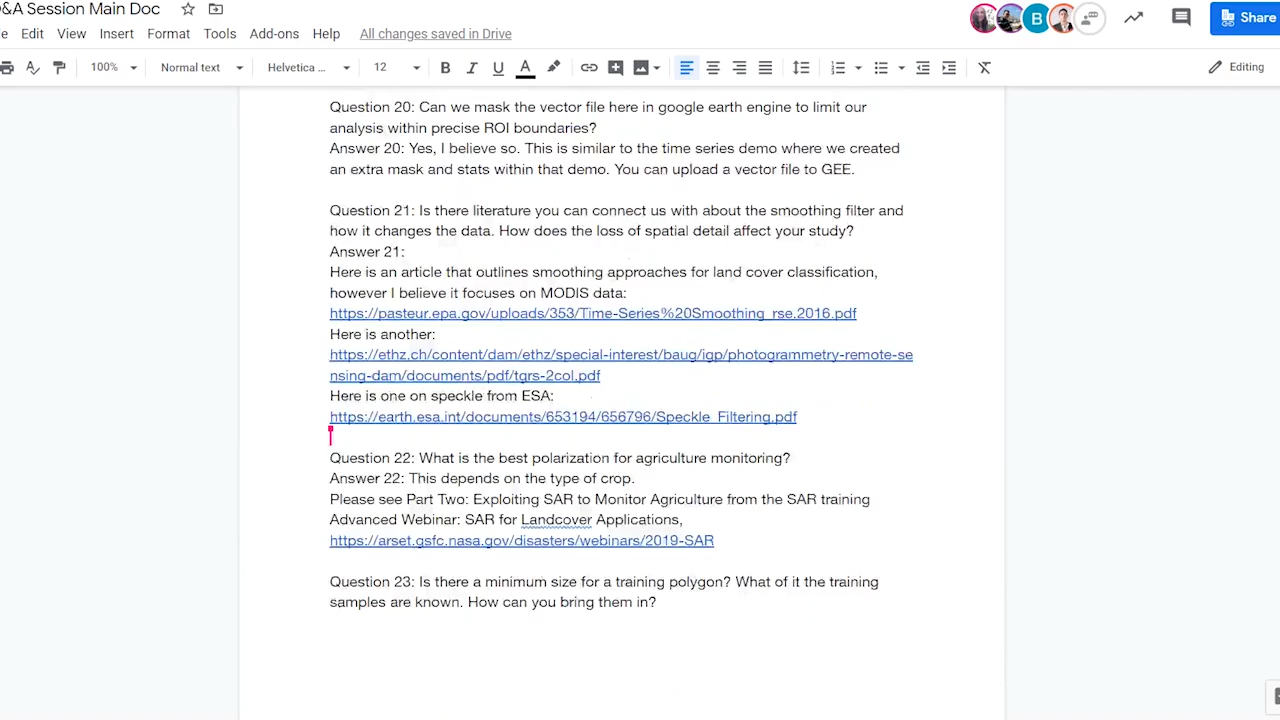 &A Session Main Doc
Edit View Insert Format Tools Add-ons Help All changes saved in Drive
B
Share
100% Normal text Helvetica ... 12 B I U A Editing
Question 20: Can we mask the vector file here in google earth engine to limit our
analysis within precise ROI boundaries?
Answer 20: Yes, I believe so. This is similar to the time series demo where we created
an extra mask and stats within that demo. You can upload a vector file to GEE.
Question 21: Is there literature you can connect us with about the smoothing filter and
how it changes the data. How does the loss of spatial detail affect your study?
Answer 21:
Here is an article that outlines smoothing approaches for land cover classification,
however I believe it focuses on MODIS data:
https://pasteur.epa.gov/uploads/353/Time-Series%20Smoothing_rse.2016.pdf
Here is another:
https://ethz.ch/content/dam/ethz/special-interest/baug/igp/photogrammetry-remote-se
nsing-dam/documents/pdf/tgrs-2col.pdf
Here is one on speckle from ESA:
https://earth.esa.int/documents/653194/656796/Speckle_Filtering.pdf
Question 22: What is the best polarization for agriculture monitoring?
Answer 22: This depends on the type of crop.
Please see Part Two: Exploiting SAR to Monitor Agriculture from the SAR training
Advanced Webinar: SAR for Landcover Applications,
https://arset.gsfc.nasa.gov/disasters/webinars/2019-SAR
Question 23: Is there a minimum size for a training polygon? What of it the training
samples are known. How can you bring them in?